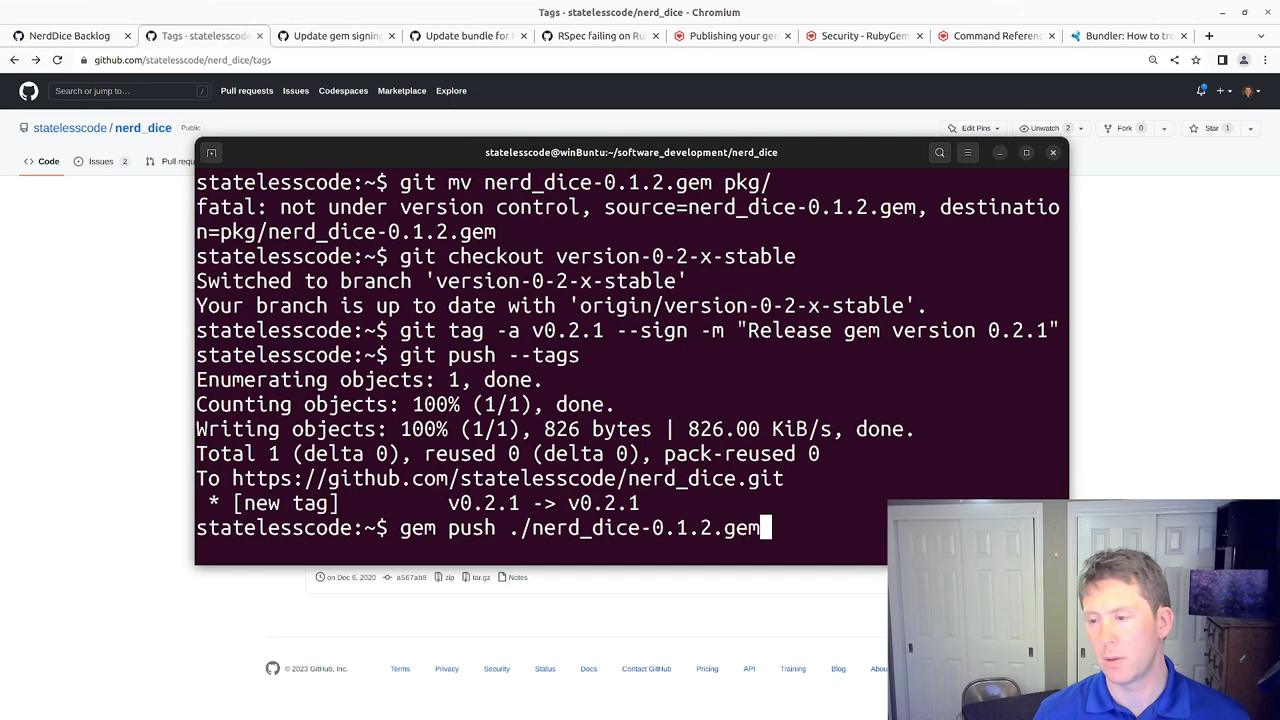 Tags · statelesscode/nerd_dice - Chromium
NerdDice Backlog
Tags · statelesscode
Update gem signing
Update bundle for
RSpec failing on Ru
Publishing your ge
Security - RubyGem
Command Referenc
Bundler: How to tro
github.com/statelesscode/nerd_dice/tags
Search or jump to...
/
Pull requests
Issues
Codespaces
Marketplace
Explore
statelesscode / nerd_dice
Public
Edit Pins
Unwatch 2
Fork 0
Star 1
Code
Issues 2
Pull requ
statelesscode@winBuntu:~/software_development/nerd_dice
statelesscode:~$ git mv nerd_dice-0.1.2.gem pkg/
fatal: not under version control, source=nerd_dice-0.1.2.gem, destinatio
n=pkg/nerd_dice-0.1.2.gem
statelesscode:~$ git checkout version-0-2-x-stable
Switched to branch 'version-0-2-x-stable'
Your branch is up to date with 'origin/version-0-2-x-stable'.
statelesscode:~$ git tag -a v0.2.1 --sign -m "Release gem version 0.2.1"
statelesscode:~$ git push --tags
Enumerating objects: 1, done.
Counting objects: 100% (1/1), done.
Writing objects: 100% (1/1), 826 bytes | 826.00 KiB/s, done.
Total 1 (delta 0), reused 0 (delta 0), pack-reused 0
To https://github.com/statelesscode/nerd_dice.git
* [new tag] v0.2.1 -> v0.2.1
statelesscode:~$ gem push ./nerd_dice-0.1.2.gem
on Dec 6, 2020
a567ab8
zip
tar.gz
Notes
© 2023 GitHub, Inc.
Terms
Privacy
Security
Status
Docs
Contact GitHub
Pricing
API
Training
Blog
Abou